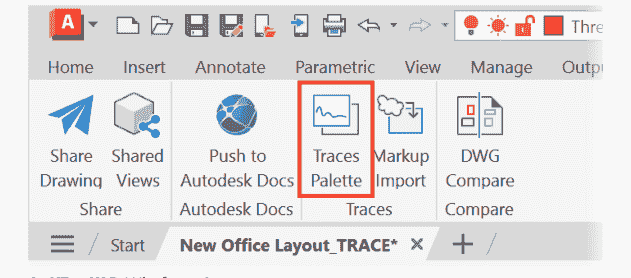 A
Thre
Home Insert Annotate Parametric View Manage Outp
Share Shared Push to Traces Markup DWG
Drawing Views Autodesk Docs Palette Import Compare
Share Autodesk Docs Traces Compare
Start New Office Layout_TRACE*